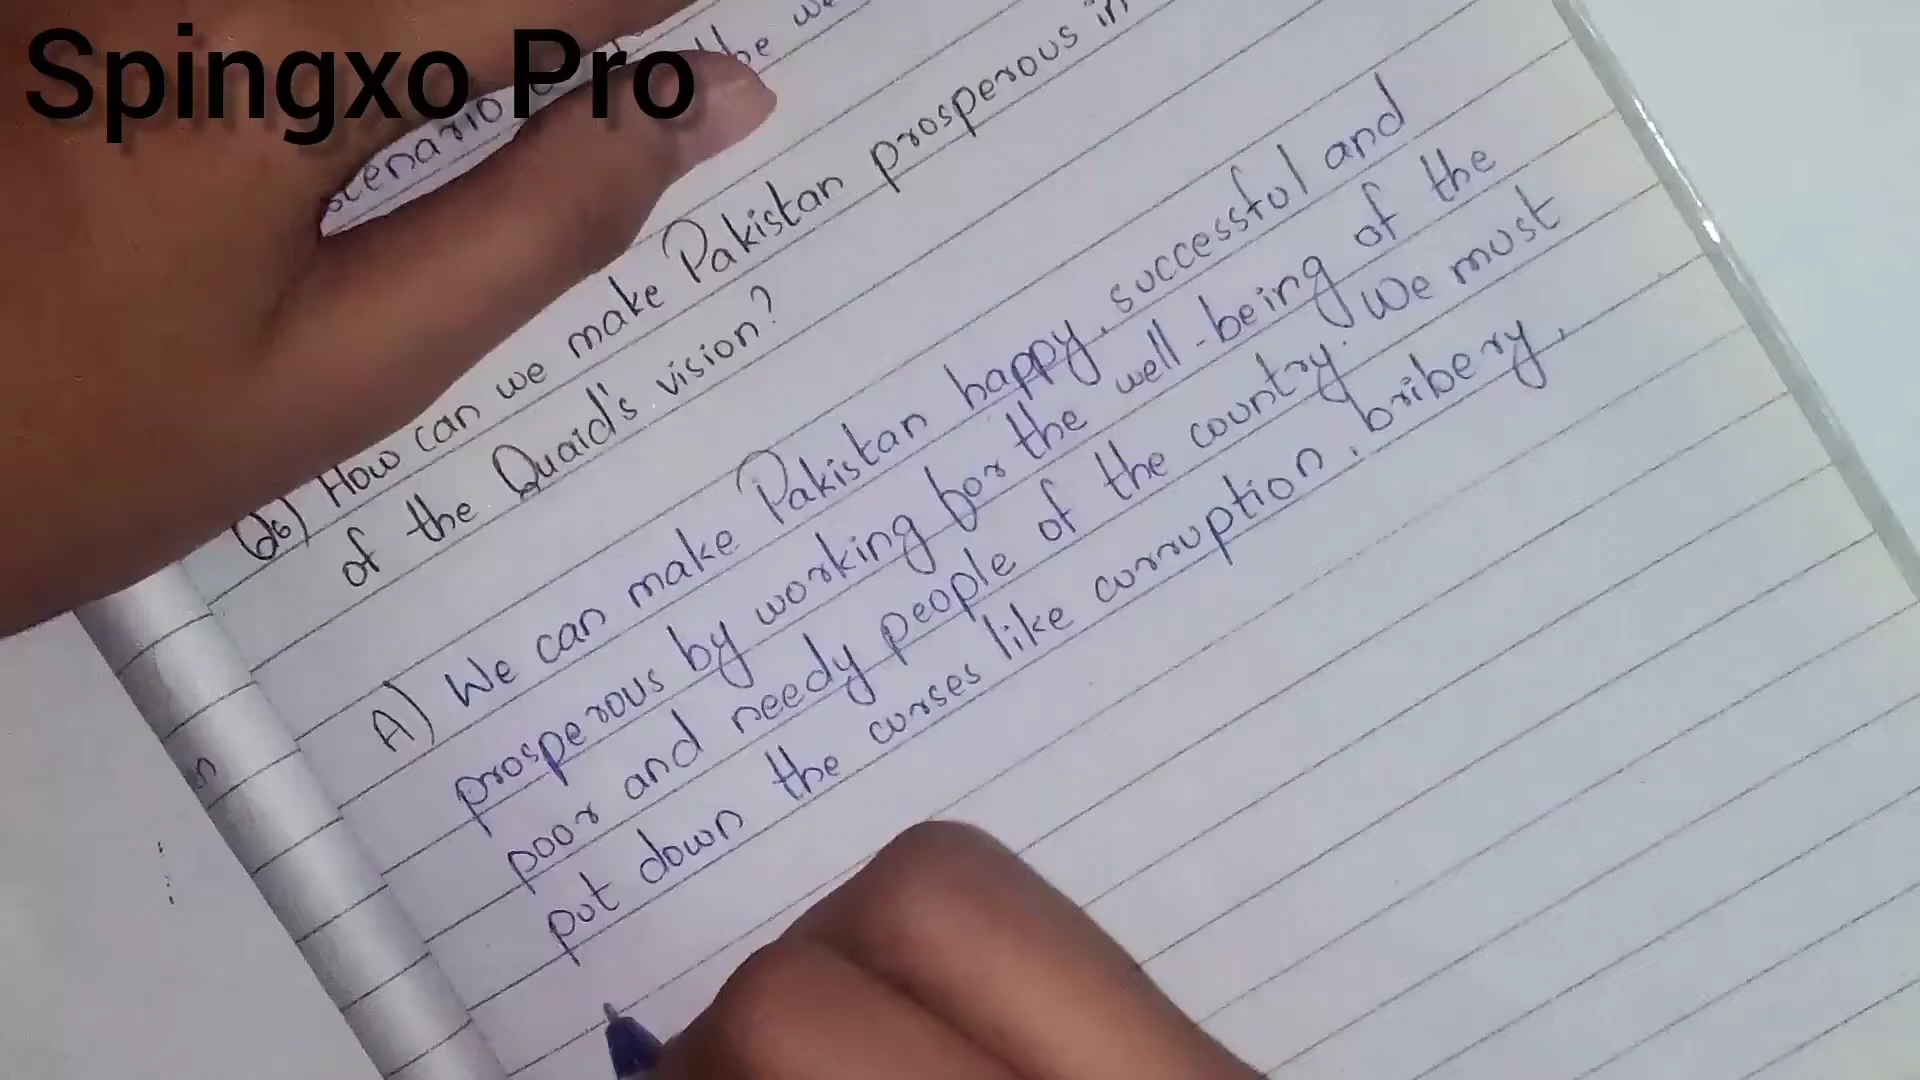 Spingxo Pro
scenario be
Q6) How can we make Pakistan prosperous in
of the Quaid's vision?
A) We can make Pakistan happy, successful and
prosperous by working for the well-being of the
poor and needy people of the country. We must
put down the curses like corruption, bribery,
n